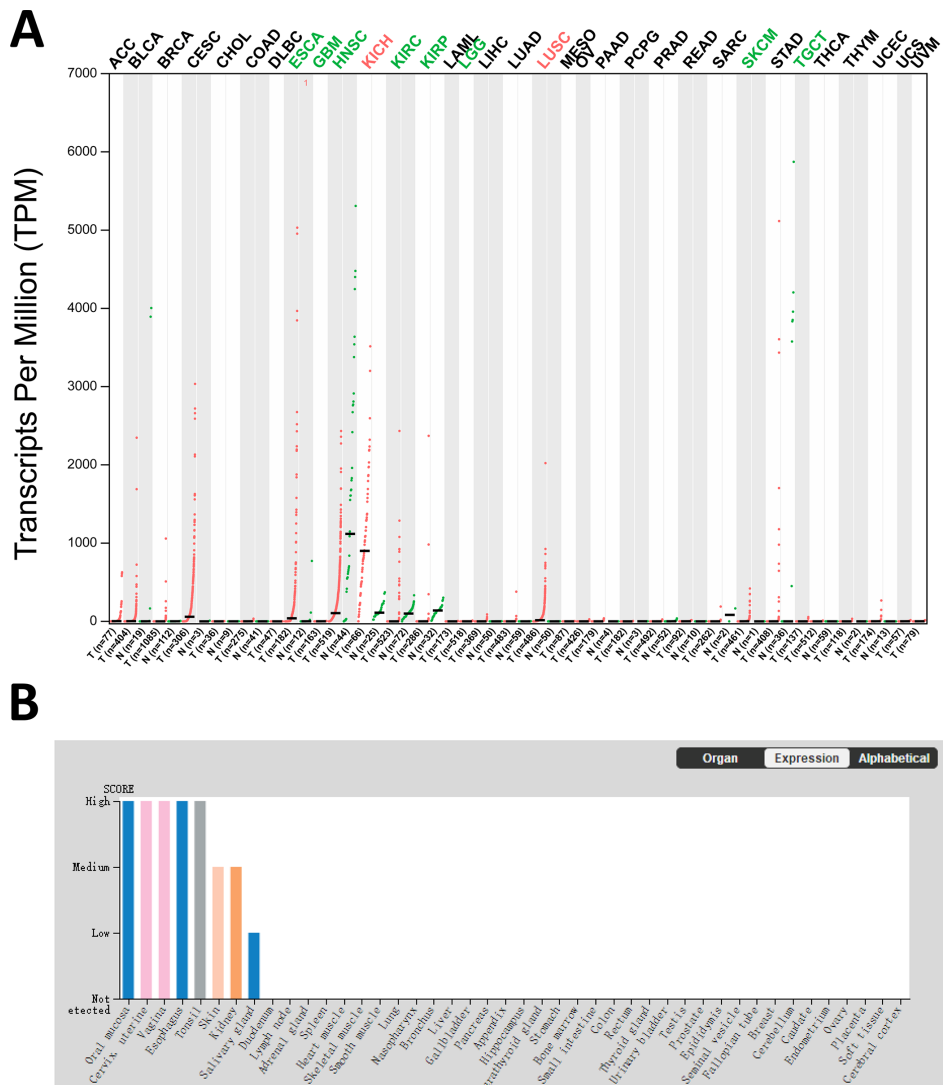 A
ACC BLCA BRCA CESC CHOL COAD DLBC ESCA GBM HNSC KICH KIRC KIRP LAML LGG LIHC LUAD LUSC MESO OV PAAD PCPG PRAD READ SARC SKCM STAD TGCT THCA THYM UCEC UCS UVM
Transcripts Per Million (TPM)
7000
6000
5000
4000
3000
2000
1000
0
T (n=77) T (n=404) N (n=19) T (n=1085) N (n=112) T (n=306) N (n=3) T (n=36) N (n=9) T (n=275) N (n=41) T (n=47) T (n=182) N (n=12) T (n=163) T (n=519) N (n=44) T (n=66) N (n=25) T (n=523) N (n=72) T (n=286) N (n=32) T (n=173) T (n=518) T (n=369) N (n=50) T (n=483) N (n=59) T (n=486) N (n=50) T (n=87) T (n=426) T (n=179) N (n=4) T (n=182) N (n=3) T (n=492) N (n=52) T (n=92) N (n=10) T (n=262) N (n=2) T (n=461) N (n=1) T (n=408) N (n=36) T (n=137) T (n=512) N (n=59) T (n=118) N (n=2) T (n=174) N (n=13) T (n=57) T (n=79)
B
Organ Expression Alphabetical
SCORE
High
Medium
Low
Not
etected
Oral mucosa
Cervix, uterine
Vagina
Esophagus
Tonsil
Skin
Kidney
Salivary gland
Duodenum
Lymph node
Adrenal gland
Spleen
Heart muscle
Skeletal muscle
Smooth muscle
Lung
Nasopharynx
Bronchus
Liver
Gallbladder
Pancreas
Appendix
Hippocampus
arathyroid gland
Stomach
Bone marrow
Small intestine
Colon
Rectum
Thyroid gland
Urinary bladder
Testis
Prostate
Epididymis
Seminal vesicle
Fallopian tube
Breast
Cerebellum
Caudate
Endometrium
Ovary
Placenta
Soft tissue
Cerebral cortex